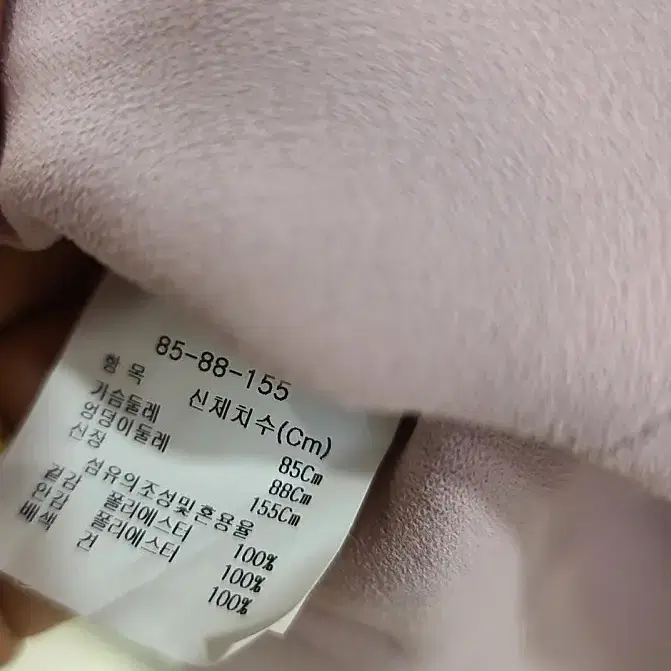 85-88-155
항 목 신체치수(Cm)
가슴둘레 85Cm
엉덩이둘레 88Cm
신장 155Cm
섬유의조성및혼용율
겉감 폴리에스터 100%
안감 폴리에스터 100%
배색 견 100%